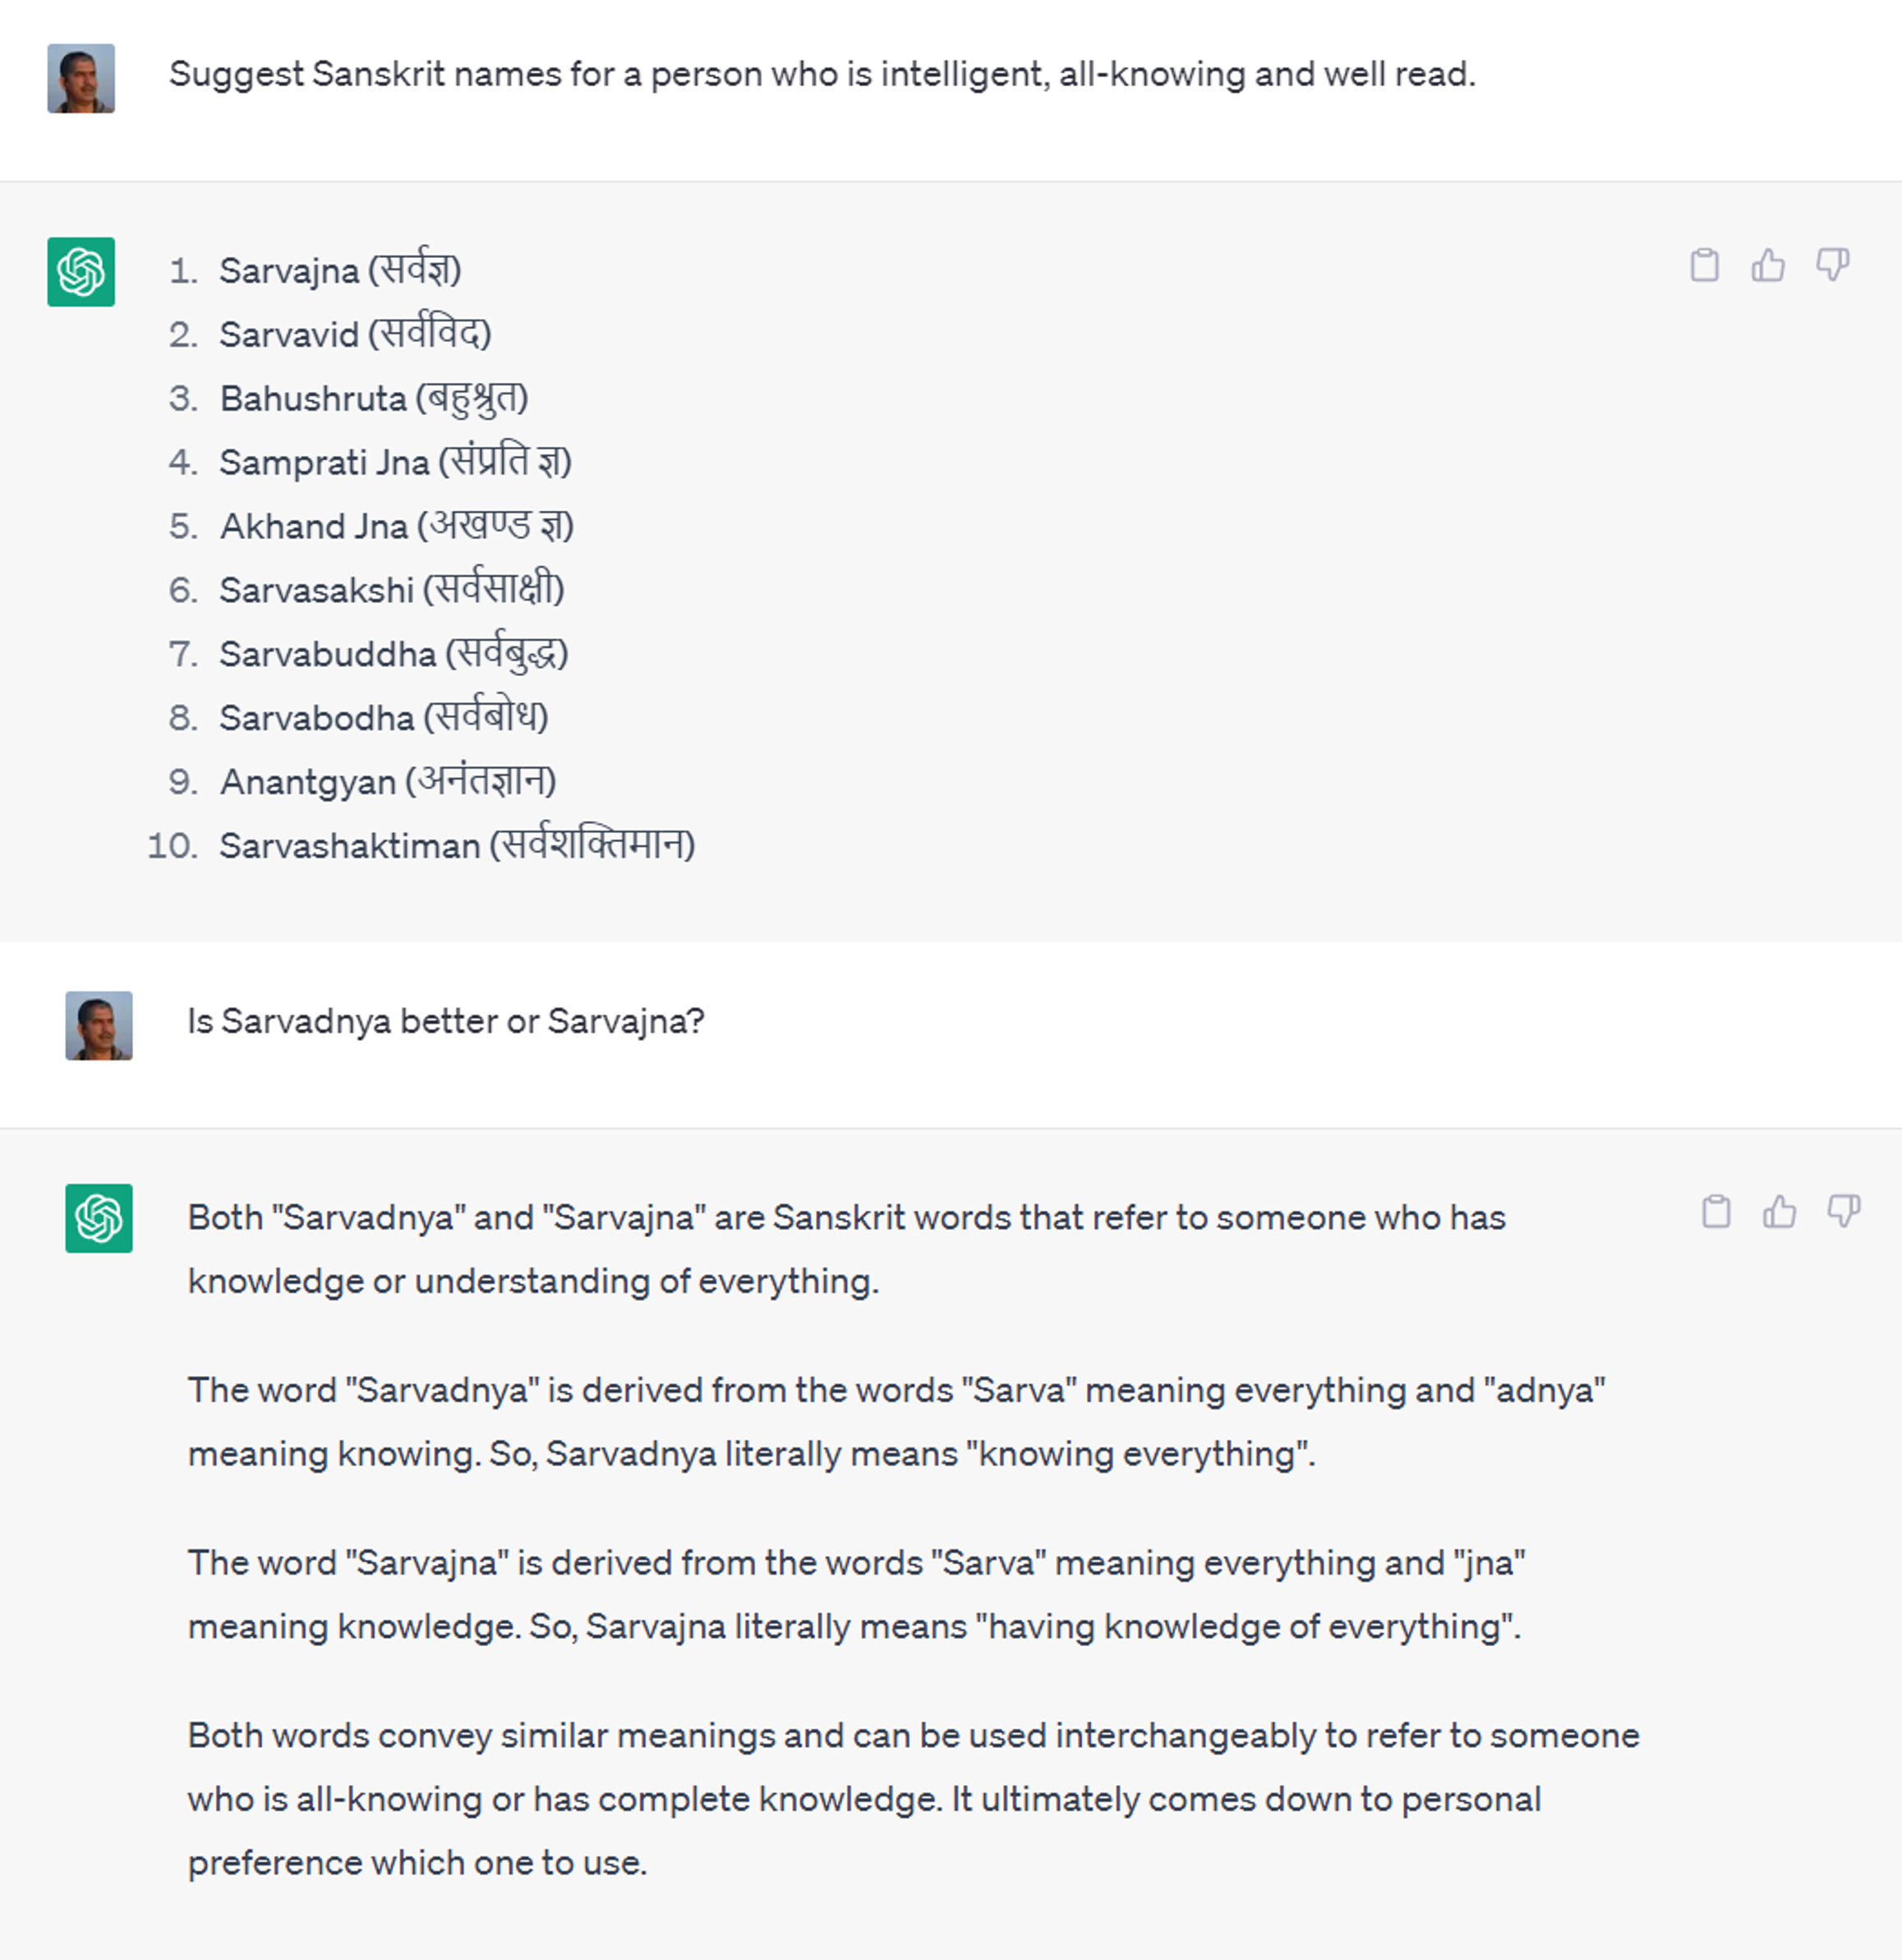 Suggest Sanskrit names for a person who is intelligent, all-knowing and well read.
1. Sarvajna (सर्वज्ञ)
2. Sarvavid (सर्वविद)
3. Bahushruta (बहुश्रुत)
4. Samprati Jna (संप्रति ज्ञ)
5. Akhand Jna (अखण्ड ज्ञ)
6. Sarvasakshi (सर्वसाक्षी)
7. Sarvabuddha (सर्वबुद्ध)
8. Sarvabodha (सर्वबोध)
9. Anantgyan (अनंतज्ञान)
10. Sarvashaktiman (सर्वशक्तिमान)
Is Sarvadnya better or Sarvajna?
Both "Sarvadnya" and "Sarvajna" are Sanskrit words that refer to someone who has
knowledge or understanding of everything.
The word "Sarvadnya" is derived from the words "Sarva" meaning everything and "adnya"
meaning knowing. So, Sarvadnya literally means "knowing everything".
The word "Sarvajna" is derived from the words "Sarva" meaning everything and "jna"
meaning knowledge. So, Sarvajna literally means "having knowledge of everything".
Both words convey similar meanings and can be used interchangeably to refer to someone
who is all-knowing or has complete knowledge. It ultimately comes down to personal
preference which one to use.